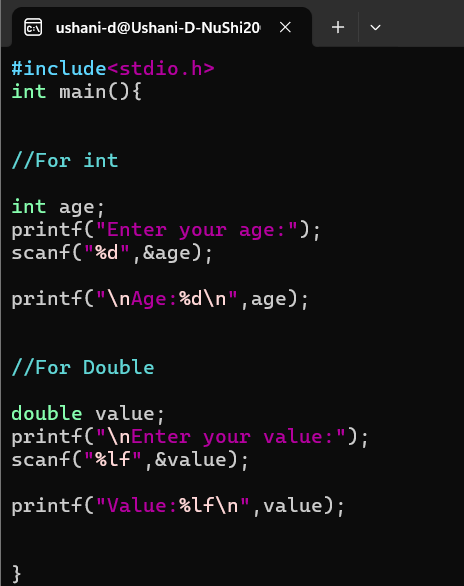 ushani-d@Ushani-D-NuShi20
#include<stdio.h>
int main(){
//For int
int age;
printf("Enter your age:");
scanf("%d",&age);
printf("\nAge:%d\n",age);
//For Double
double value;
printf("\nEnter your value:");
scanf("%lf",&value);
printf("Value:%lf\n",value);
}